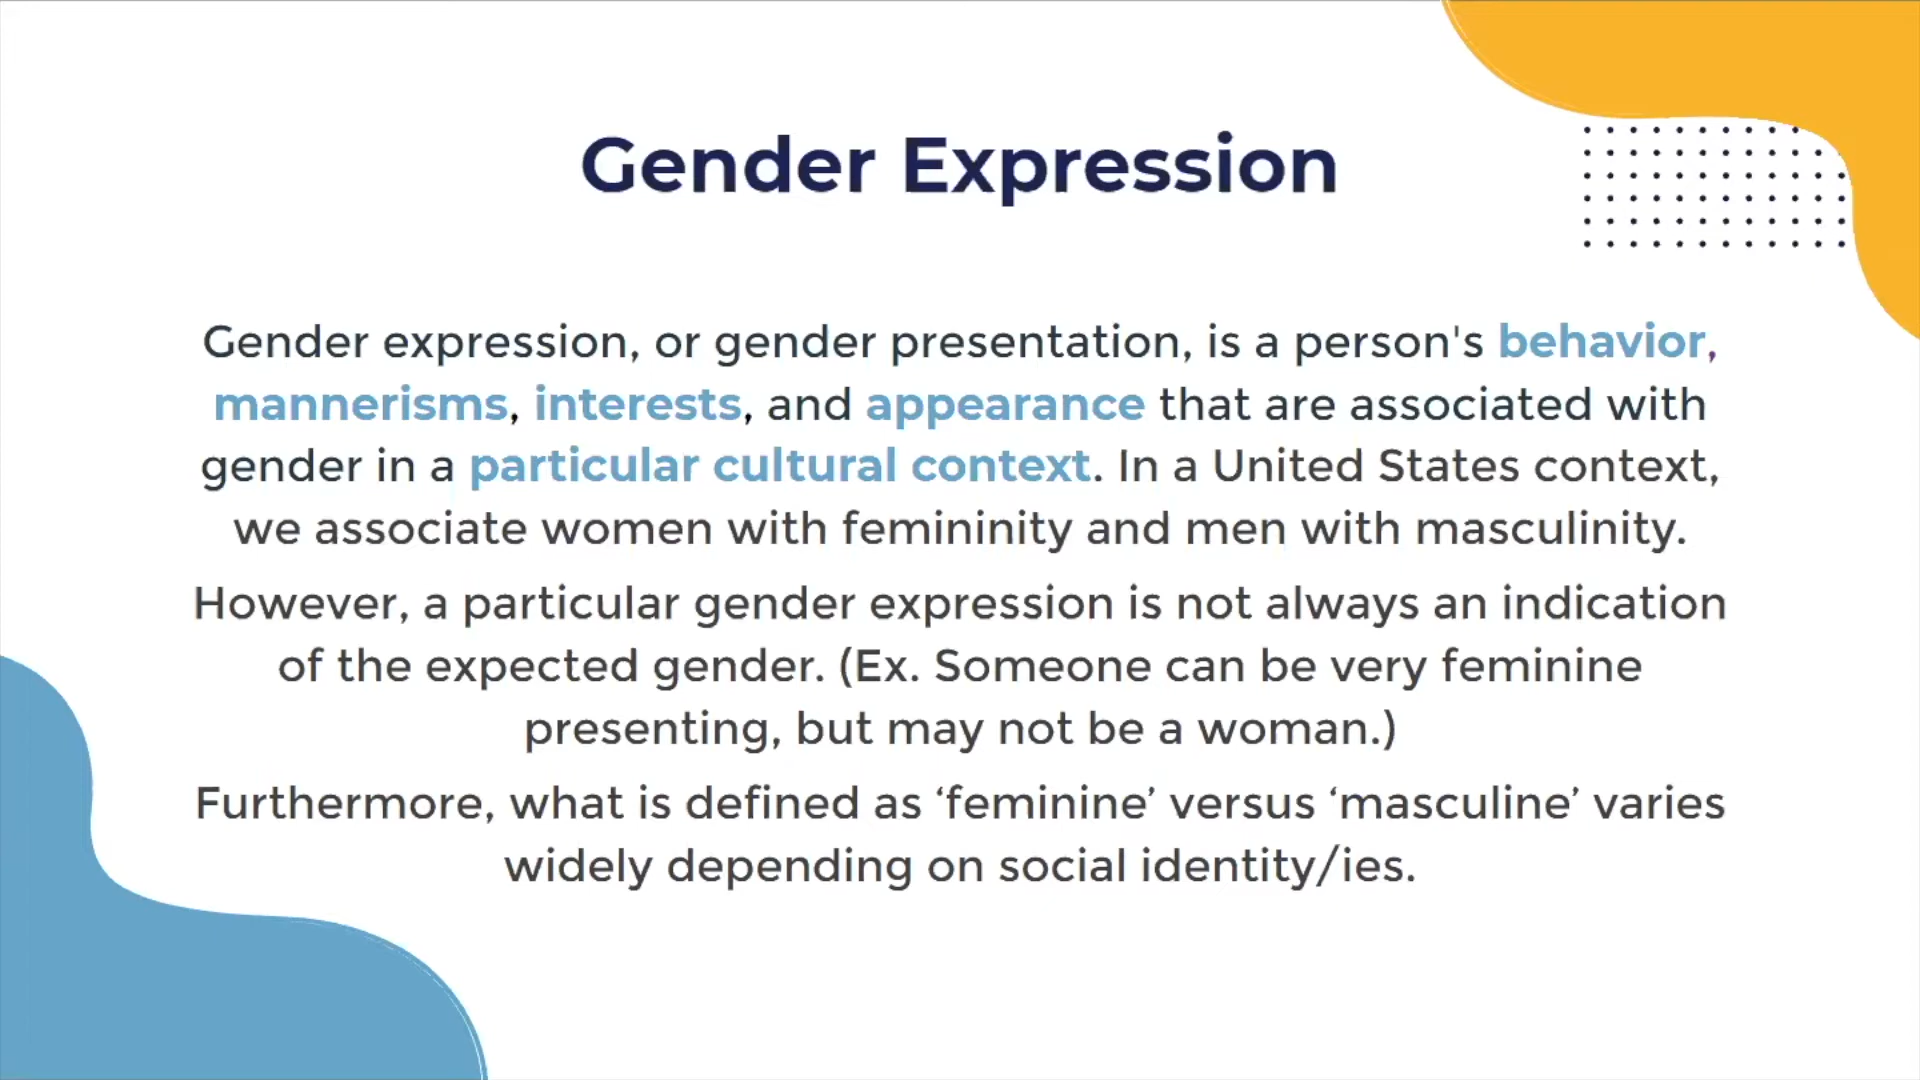 Gender Expression
Gender expression, or gender presentation, is a person's behavior,
mannerisms, interests, and appearance that are associated with
gender in a particular cultural context. In a United States context,
we associate women with femininity and men with masculinity.
However, a particular gender expression is not always an indication
of the expected gender. (Ex. Someone can be very feminine
presenting, but may not be a woman.)
Furthermore, what is defined as ‘feminine’ versus ‘masculine’ varies
widely depending on social identity/ies.